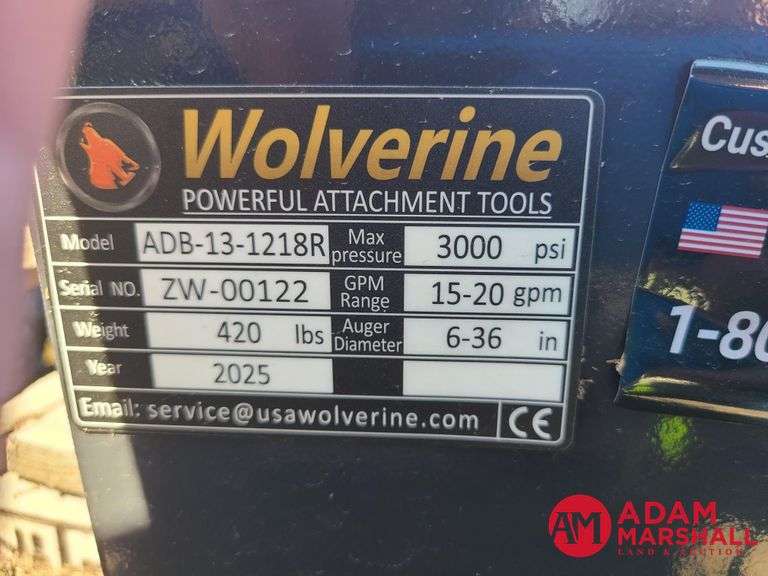 Wolverine
POWERFUL ATTACHMENT TOOLS
Model ADB-13-1218R Max pressure 3000 psi
Serial NO. ZW-00122 GPM Range 15-20 gpm
Weight 420 lbs Auger Diameter 6-36 in
Year 2025
Email: service@usawolverine.com CE
Cus
1-80
AM ADAM
MARSHALL
LAND & AUCTION